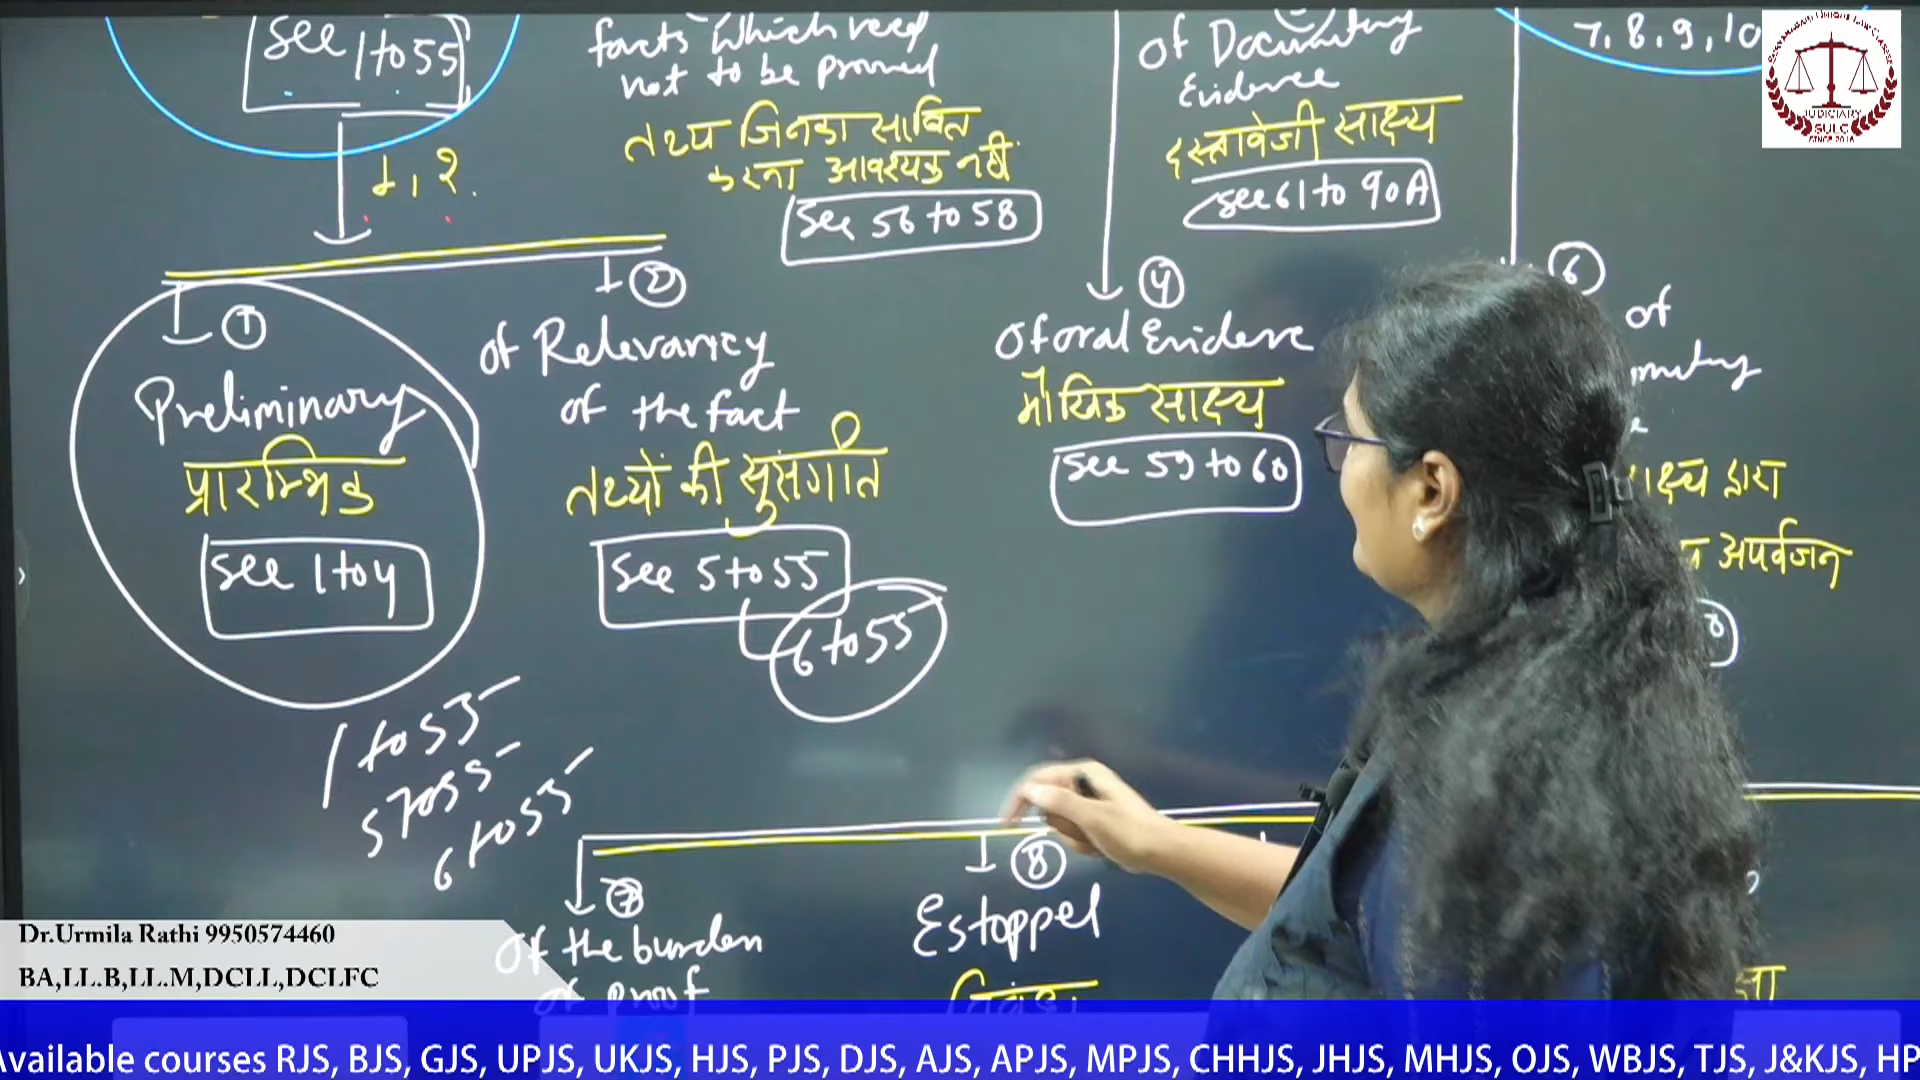 See 1 to 55
1, 2.
facts which need
not to be proved
तथ्य जिनका साबित
करना आवश्यक नहीं
See 56 to 58
of Documentary
Evidence
दस्तावेजी साक्ष्य
See 61 to 90A
7, 8, 9, 10
JUDICIARY
SULC
SINCE 2016
1
Preliminary
प्रारम्भिक
See 1 to 4
2
of Relevancy
of the fact
तथ्यों की सुसंगति
See 5 to 55
6 to 55
1 to 55
5 to 55
6 to 55
4
Of oral Evidence
मौखिक साक्ष्य
See 59 to 60
6
of
साक्ष्य द्वारा
अपवर्जन
7
Of the burden
of proof
8
Estoppel
Dr.Urmila Rathi 9950574460
BA,LL.B,LL.M,DCLL,DCLFC
Available courses RJS, BJS, GJS, UPJS, UKJS, HJS, PJS, DJS, AJS, APJS, MPJS, CHHJS, JHJS, MHJS, OJS, WBJS, TJS, J&KJS, HP